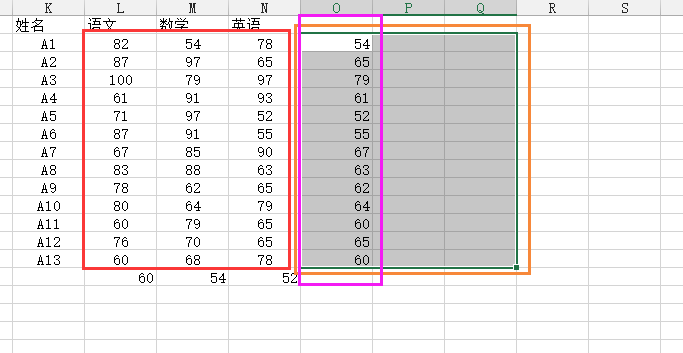 K L M N O P Q R S
姓名 语文 数学 英语
A1 82 54 78 54
A2 87 97 65 65
A3 100 79 97 79
A4 61 91 93 61
A5 71 97 52 52
A6 87 91 55 55
A7 67 85 90 67
A8 83 88 63 63
A9 78 62 65 62
A10 80 64 79 64
A11 60 79 65 60
A12 76 70 65 65
A13 60 68 78 60
60 54 52